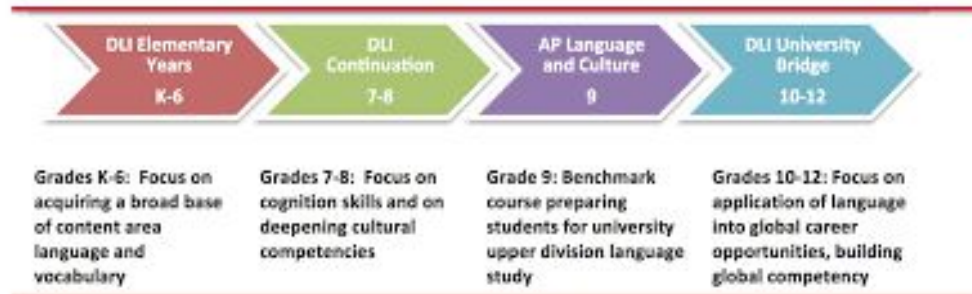 DLI Elementary
Years
K-6
DLI
Continuation
7-8
AP Language
and Culture
9
DLI University
Bridge
10-12
Grades K-6: Focus on
acquiring a broad base
of content area
language and
vocabulary
Grades 7-8: Focus on
cognition skills and on
deepening cultural
competencies
Grade 9: Benchmark
course preparing
students for university
upper division language
study
Grades 10-12: Focus on
application of language
into global career
opportunities, building
global competency